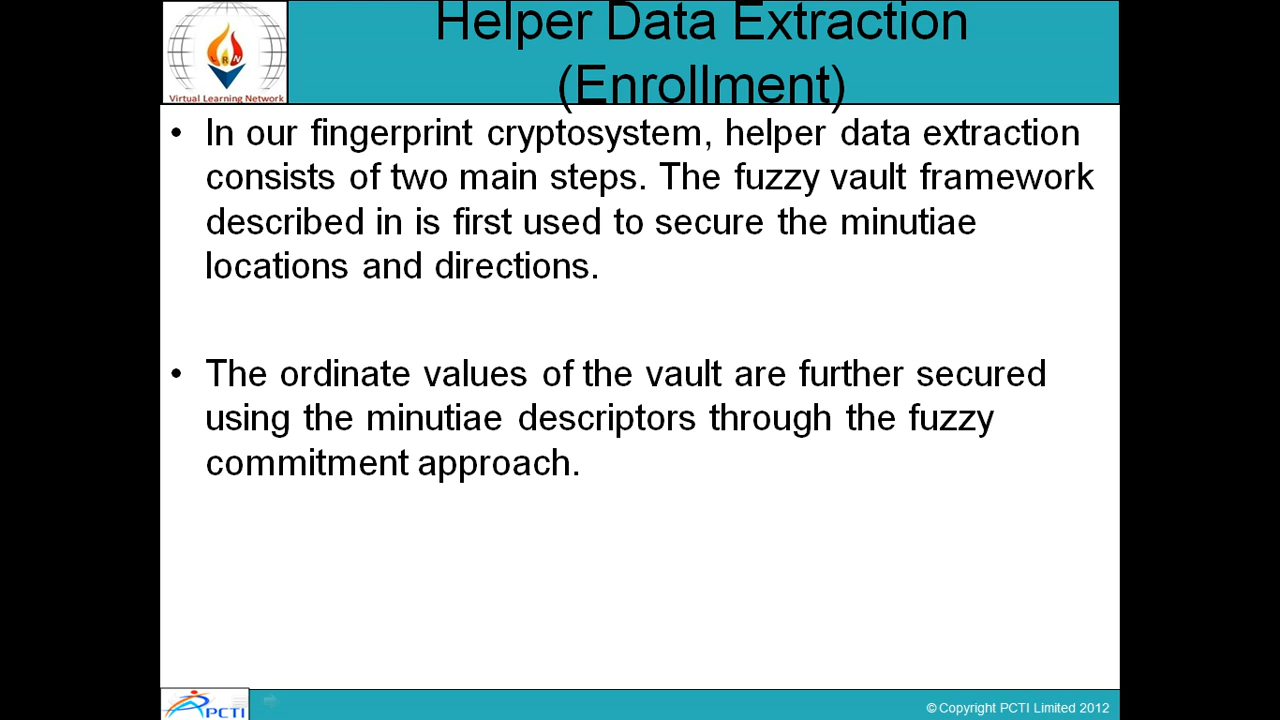 Helper Data Extraction
(Enrollment)
LRN
Virtual Learning Network
• In our fingerprint cryptosystem, helper data extraction
consists of two main steps. The fuzzy vault framework
described in is first used to secure the minutiae
locations and directions.
• The ordinate values of the vault are further secured
using the minutiae descriptors through the fuzzy
commitment approach.
PCTI
© Copyright PCTI Limited 2012